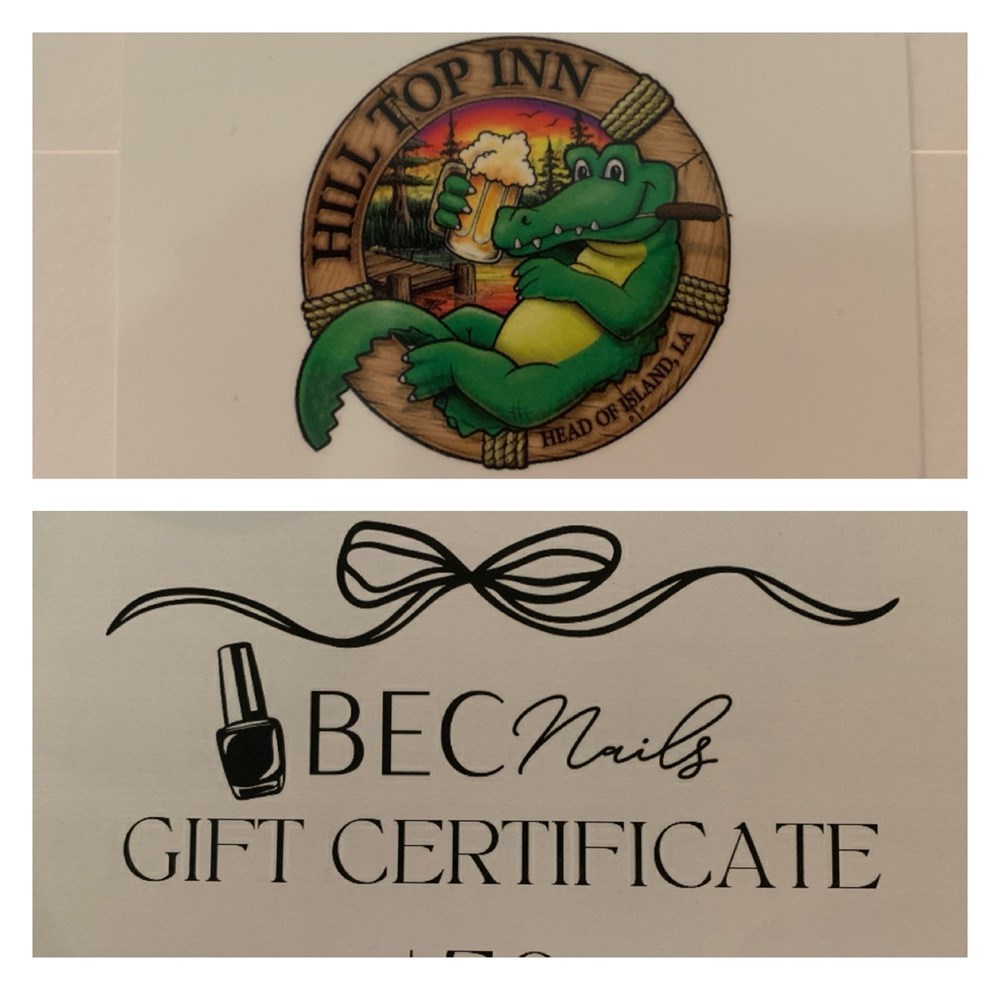 HILL TOP INN
HEAD OF ISLAND, LA
BEC Nails
GIFT CERTIFICATE